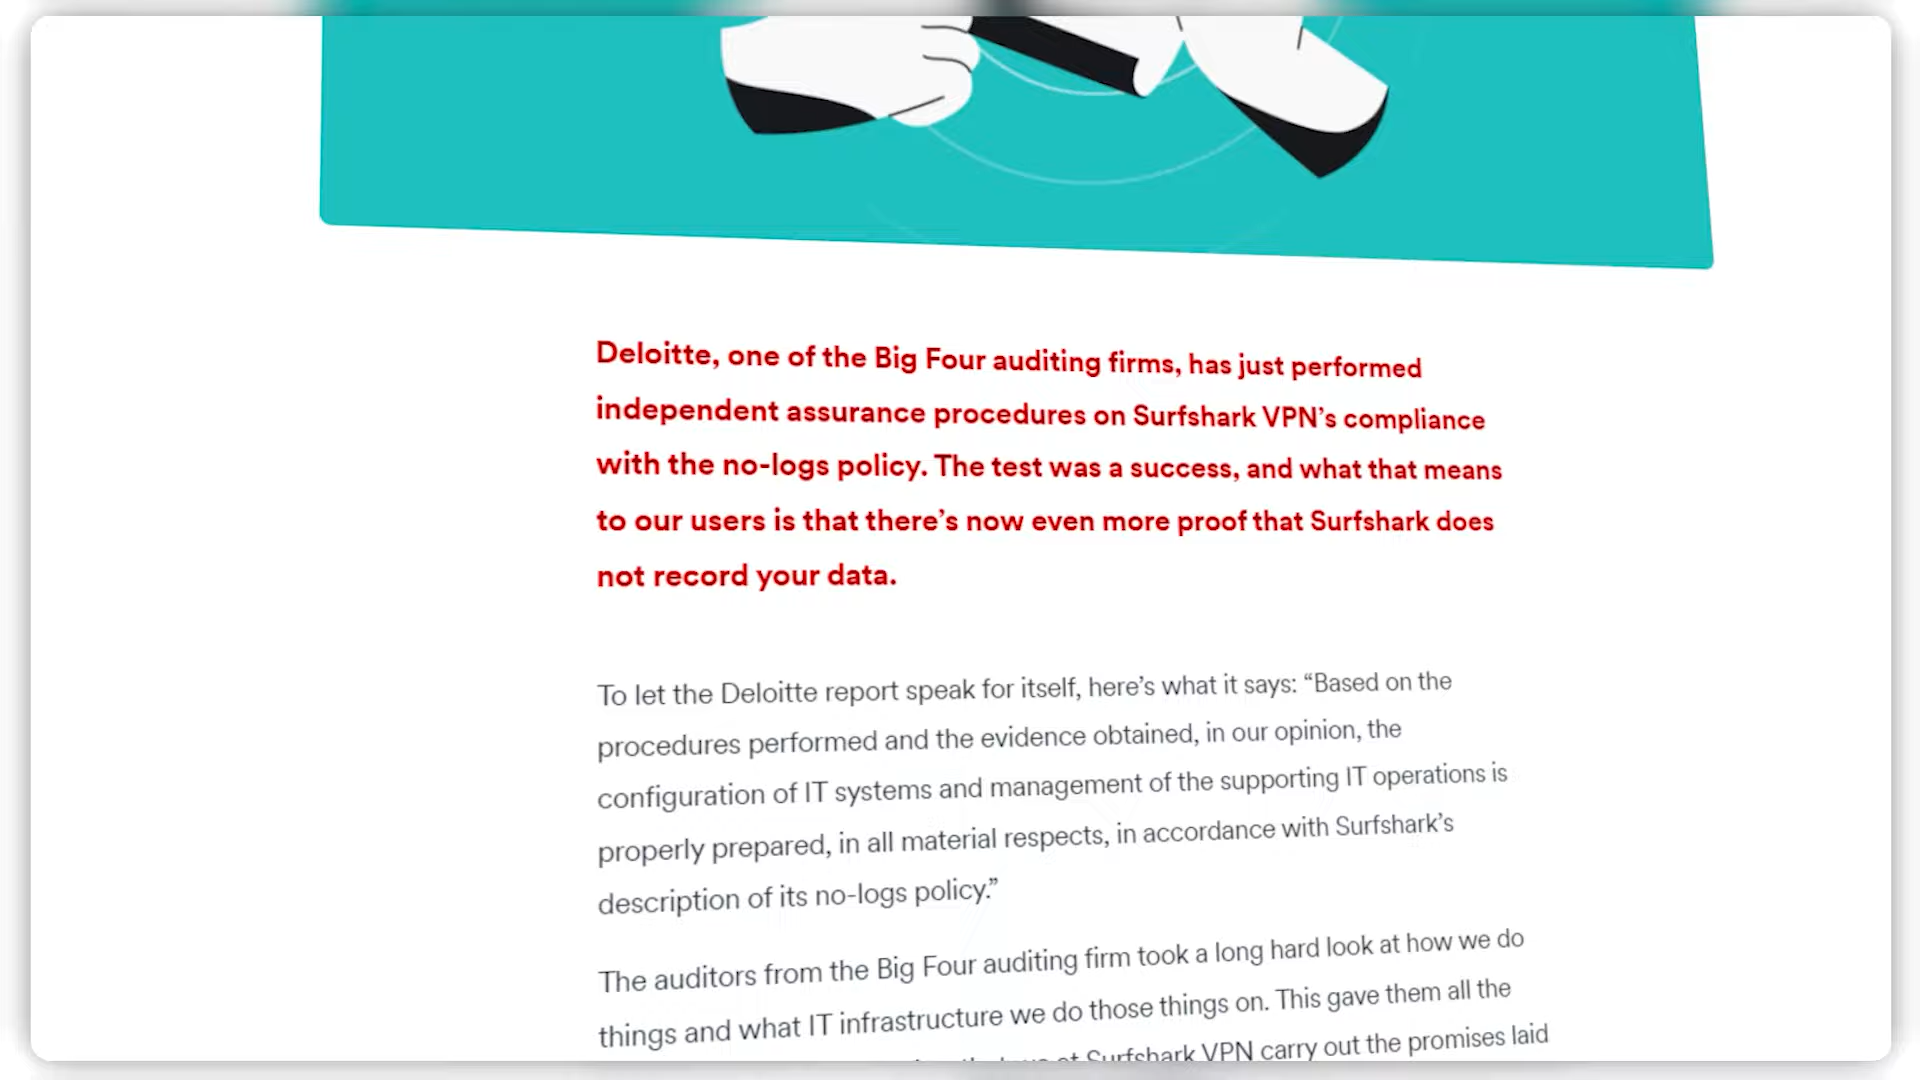 Deloitte, one of the Big Four auditing firms, has just performed
independent assurance procedures on Surfshark VPN’s compliance
with the no-logs policy. The test was a success, and what that means
to our users is that there’s now even more proof that Surfshark does
not record your data.
To let the Deloitte report speak for itself, here’s what it says: “Based on the
procedures performed and the evidence obtained, in our opinion, the
configuration of IT systems and management of the supporting IT operations is
properly prepared, in all material respects, in accordance with Surfshark’s
description of its no-logs policy.”
The auditors from the Big Four auditing firm took a long hard look at how we do
things and what IT infrastructure we do those things on. This gave them all the
at Surfshark VPN carry out the promises laid